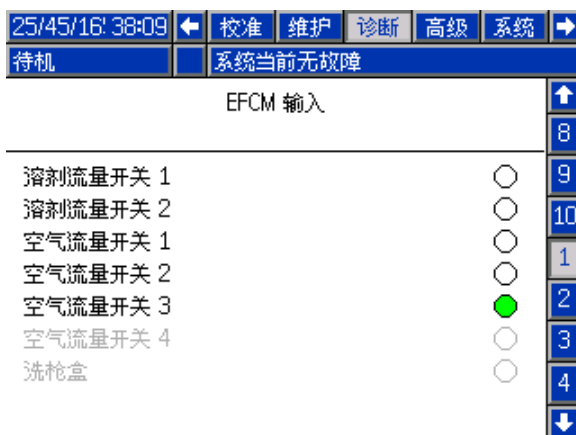 25/45/16' 38:09 校准 维护 诊断 高级 系统
待机 系统当前无故障
EFCM 输入
8
溶剂流量开关 1 9
溶剂流量开关 2 10
空气流量开关 1
空气流量开关 2 1
空气流量开关 3 2
空气流量开关 4 3
洗枪盒 4